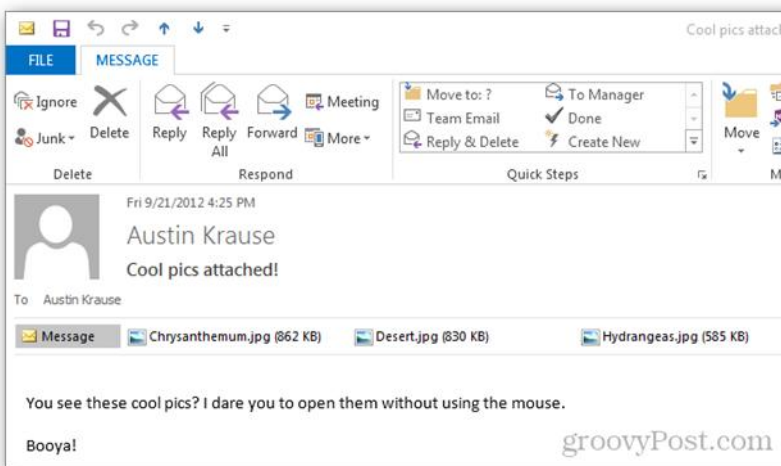 Cool pics attach
FILE MESSAGE
Ignore Meeting Move to: ? To Manager
Team Email Done
Junk Delete Reply Reply Forward More Reply & Delete Create New Move
All
Delete Respond Quick Steps M
Fri 9/21/2012 4:25 PM
Austin Krause
Cool pics attached!
To Austin Krause
Message Chrysanthemum.jpg (862 KB) Desert.jpg (830 KB) Hydrangeas.jpg (585 KB)
You see these cool pics? I dare you to open them without using the mouse.
Booya!
groovyPost.com